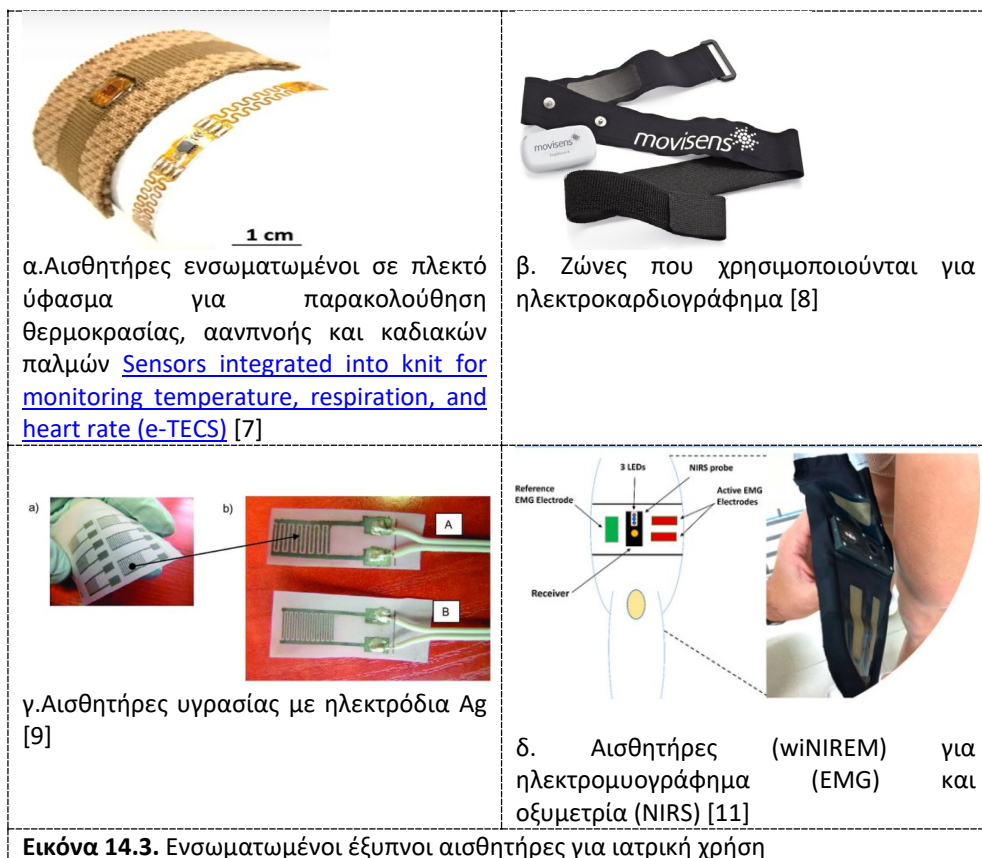 1 cm
α.Αισθητήρες ενσωματωμένοι σε πλεκτό
ύφασμα για παρακολούθηση
θερμοκρασίας, αανπνοής και καδιακών
παλμών Sensors integrated into knit for
monitoring temperature, respiration, and
heart rate (e-TECS) [7]
movisens
movisens
β. Ζώνες που χρησιμοποιούνται για
ηλεκτροκαρδιογράφημα [8]
a)
b)
A
B
γ.Αισθητήρες υγρασίας με ηλεκτρόδια Ag
[9]
3 LEDs
NIRS probe
Reference
EMG Electrode
Active EMG
Electrodes
Receiver
δ. Αισθητήρες (wiNIREM) για
ηλεκτρομυογράφημα (EMG) και
οξυμετρία (NIRS) [11]
Εικόνα 14.3. Ενσωματωμένοι έξυπνοι αισθητήρες για ιατρική χρήση